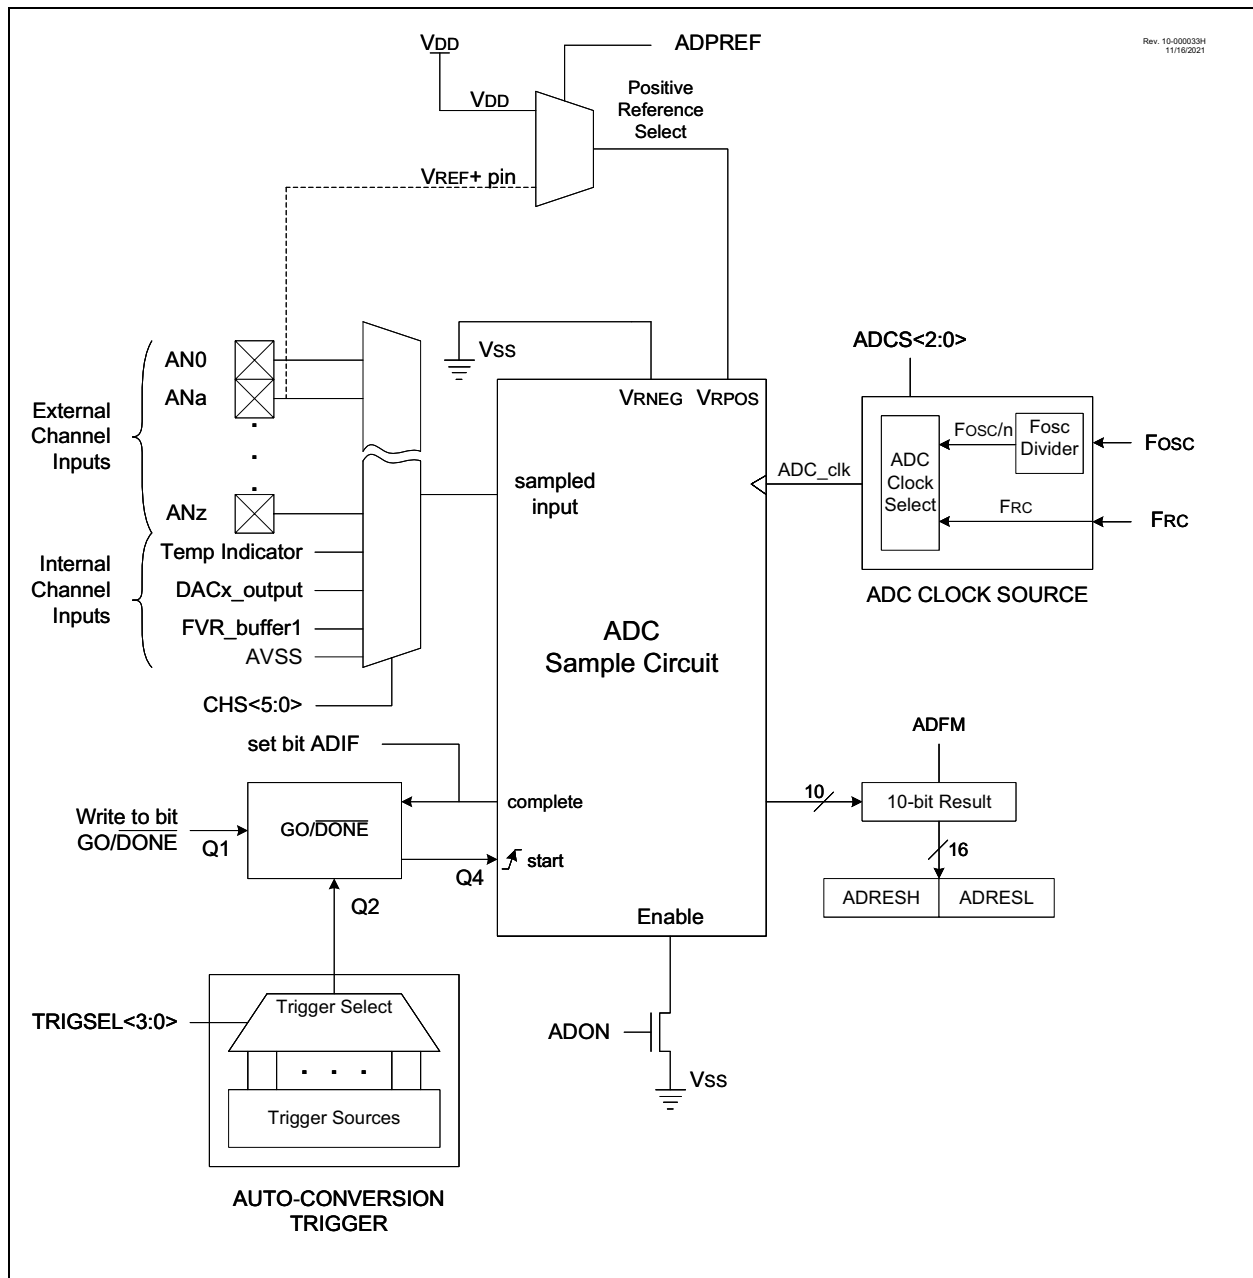 Rev. 10-000033H
11/16/2021
VDD
ADPREF
VDD
Positive
Reference
Select
VREF+ pin
External
Channel
Inputs
AN0
ANa
ANz
Internal
Channel
Inputs
Temp Indicator
DACx_output
FVR_buffer1
AVSS
CHS<5:0>
VSS
VRNEG VRPOS
sampled
input
ADC
Sample Circuit
ADC_clk
ADCS<2:0>
ADC
Clock
Select
FOSC/n
Fosc
Divider
FOSC
FRC
FRC
ADC CLOCK SOURCE
set bit ADIF
complete
Write to bit
GO/DONE
Q1
GO/DONE
Q4
start
Q2
Enable
ADFM
10
10-bit Result
16
ADRESH ADRESL
TRIGSEL<3:0>
Trigger Select
. . .
Trigger Sources
AUTO-CONVERSION
TRIGGER
ADON
VSS